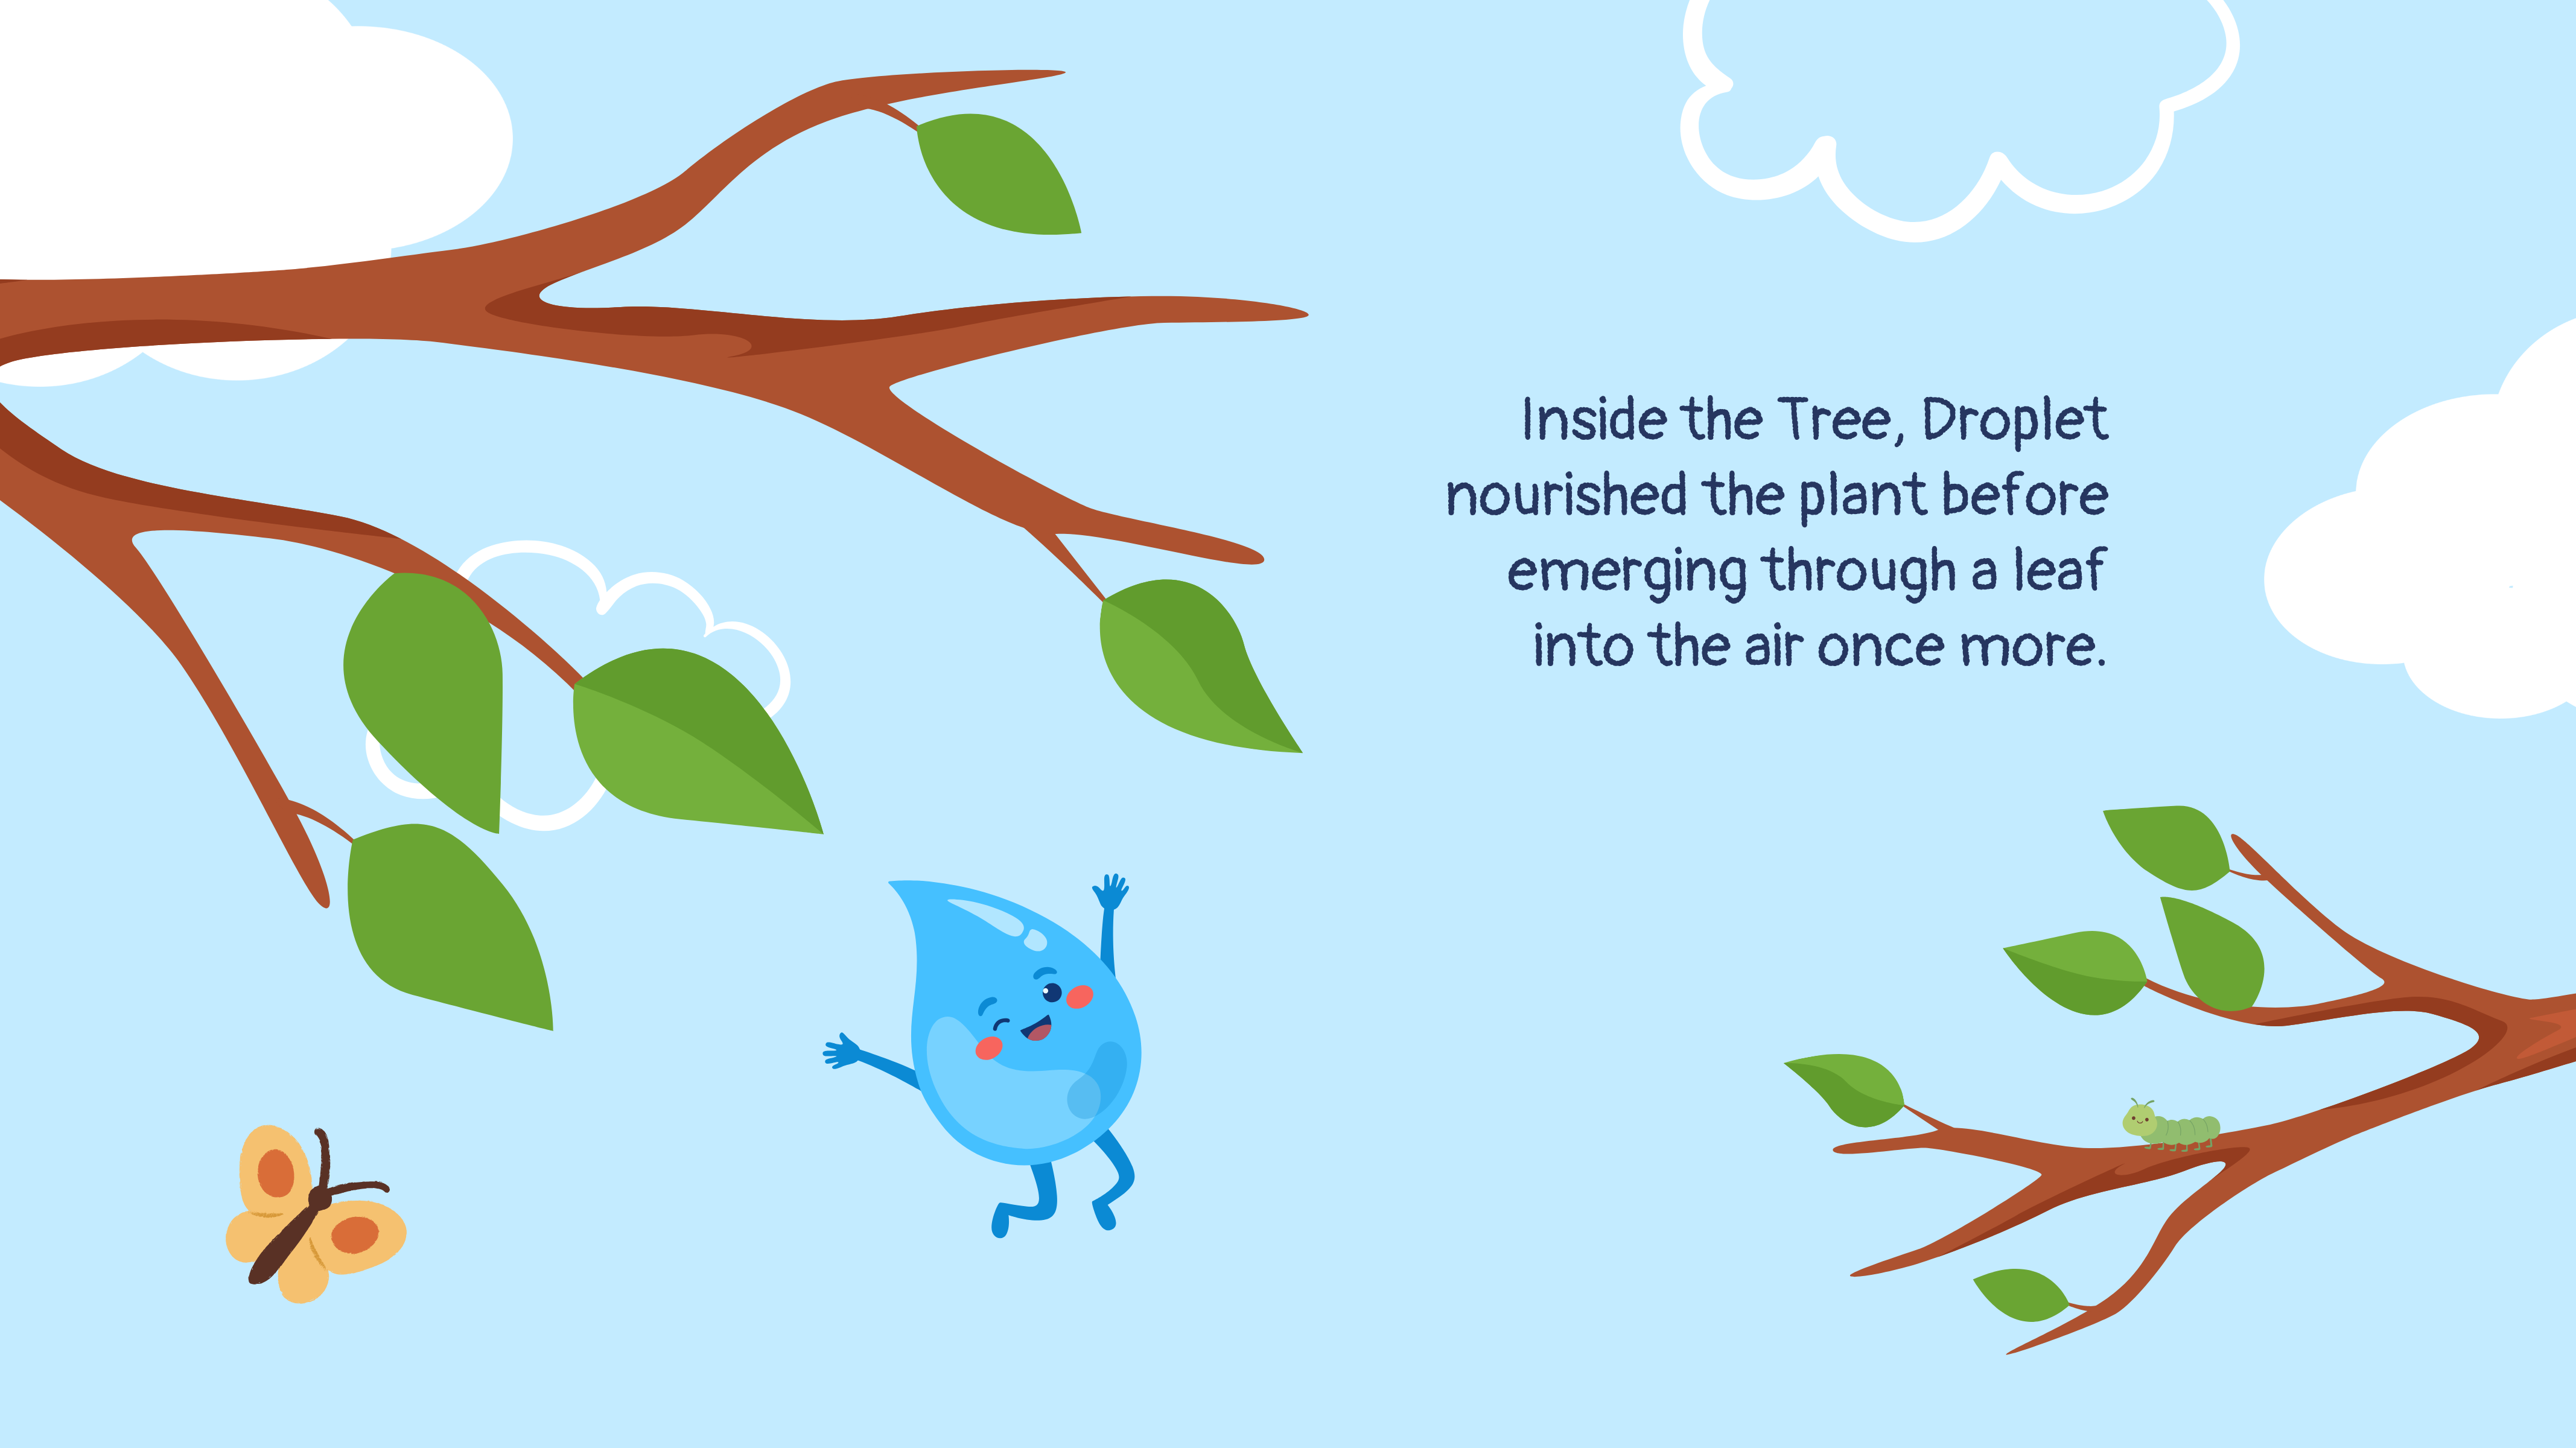 Inside the Tree, Droplet
nourished the plant before
emerging through a leaf
into the air once more.